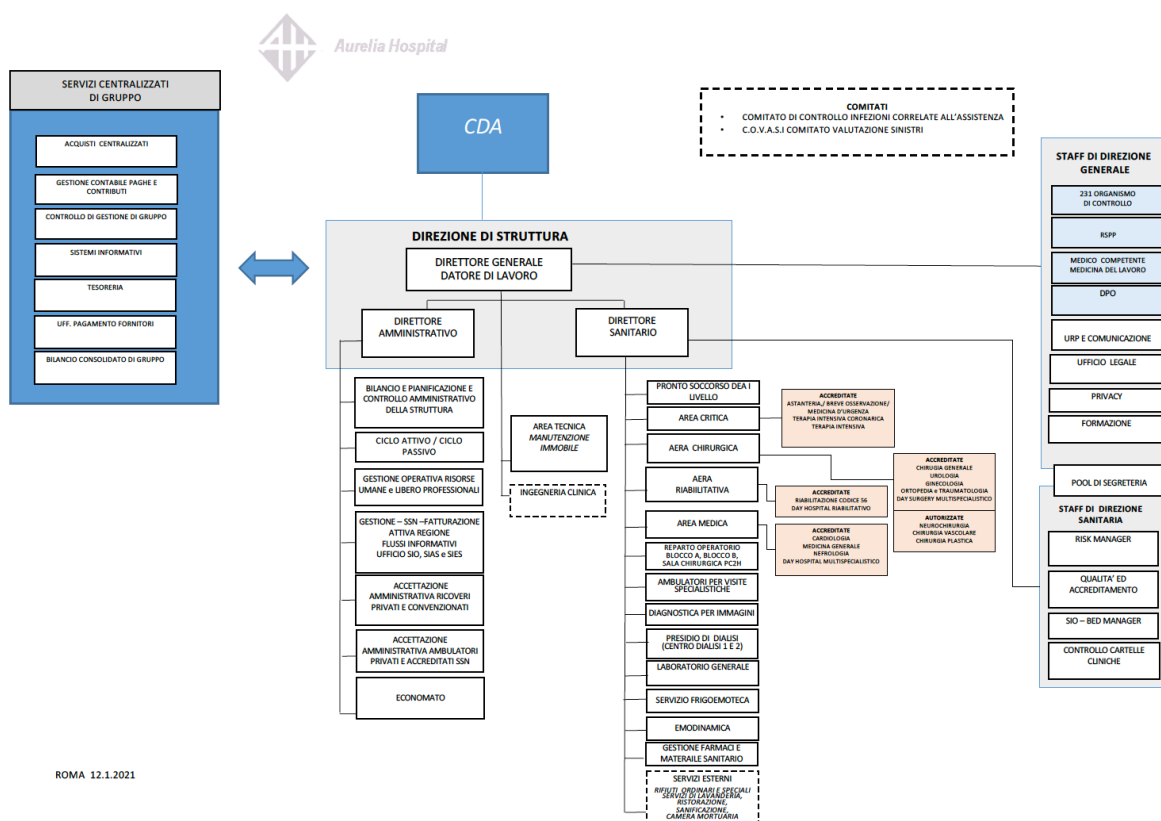 Aurelia Hospital
SERVIZI CENTRALIZZATI
DI GRUPPO
ACQUISTI CENTRALIZZATI
GESTIONE CONTABILE PAGHE E
CONTRIBUTI
CONTROLLO DI GESTIONE DI GRUPPO
SISTEMI INFORMATIVI
TESORERIA
UFF. PAGAMENTO FORNITORI
BILANCIO CONSOLIDATO DI GRUPPO
CDA
COMITATI
• COMITATO DI CONTROLLO INFEZIONI CORRELATE ALL'ASSISTENZA
• C.O.V.A.S.I COMITATO VALUTAZIONE SINISTRI
DIREZIONE DI STRUTTURA
DIRETTORE GENERALE
DATORE DI LAVORO
DIRETTORE
AMMINISTRATIVO
DIRETTORE
SANITARIO
BILANCIO E PIANIFICAZIONE E
CONTROLLO AMMINISTRATIVO
DELLA STRUTTURA
CICLO ATTIVO / CICLO
PASSIVO
GESTIONE OPERATIVA RISORSE
UMANE e LIBERO PROFESSIONALI
GESTIONE – SSN –FATTURAZIONE
ATTIVA REGIONE
FLUSSI INFORMATIVI
UFFICIO SIO, SIAS e SIES
ACCETTAZIONE
AMMINISTRATIVA RICOVERI
PRIVATI E CONVENZIONATI
ACCETTAZIONE
AMMINISTRATIVA AMBULATORI
PRIVATI E ACCREDITATI SSN
ECONOMATO
AREA TECNICA
MANUTENZIONE
IMMOBILE
INGEGNERIA CLINICA
PRONTO SOCCORSO DEA I
LIVELLO
AREA CRITICA
AERA CHIRURGICA
AERA
RIABIILITATIVA
AREA MEDICA
REPARTO OPERATORIO
BLOCCO A, BLOCCO B,
SALA CHIRURGICA PC2H
AMBULATORI PER VISITE
SPECIALISTICHE
DIAGNOSTICA PER IMMAGINI
PRESIDIO DI DIALISI
(CENTRO DIALISI 1 E 2)
LABORATORIO GENERALE
SERVIZIO FRIGOEMOTECA
EMODINAMICA
GESTIONE FARMACI E
MATERAILE SANITARIO
SERVIZI ESTERNI
RIFIUTI ORDINARI E SPECIALI
SERVIZI DI LAVANDERIA,
RISTORAZIONE,
SANIFICAZIONE,
CAMERA MORTUARIA
ACCREDITATE
ASTANTERIA,/ BREVE OSSERVAZIONE/
MEDICINA D'URGENZA
TERAPIA INTENSIVA CORONARICA
TERAPIA INTENSIVA
ACCREDITATE
CHIRUGIA GENERALE
UROLOGIA
GINECOLOGIA
ORTOPEDIA e TRAUMATOLOGIA
DAY SURGERY MULTISPECIALISTICO
AUTORIZZATE
NEUROCHIRURGIA
CHIRURGIA VASCOLARE
CHIRURGIA PLASTICA
ACCREDITATE
RIABILITAZIONE CODICE 56
DAY HOSPITAL RIABILITATIVO
ACCREDITATE
CARDIOLOGIA
MEDICINA GENERALE
NEFROLOGIA
DAY HOSPITAL MULTISPECIALISTICO
STAFF DI DIREZIONE
GENERALE
231 ORGANISMO
DI CONTROLLO
RSPP
MEDICO COMPETENTE
MEDICINA DEL LAVORO
DPO
URP E COMUNICAZIONE
UFFICIO LEGALE
PRIVACY
FORMAZIONE
POOL DI SEGRETERIA
STAFF DI DIREZIONE
SANITARIA
RISK MANAGER
QUALITA' ED
ACCREDITAMENTO
SIO – BED MANAGER
CONTROLLO CARTELLE
CLINICHE
ROMA 12.1.2021